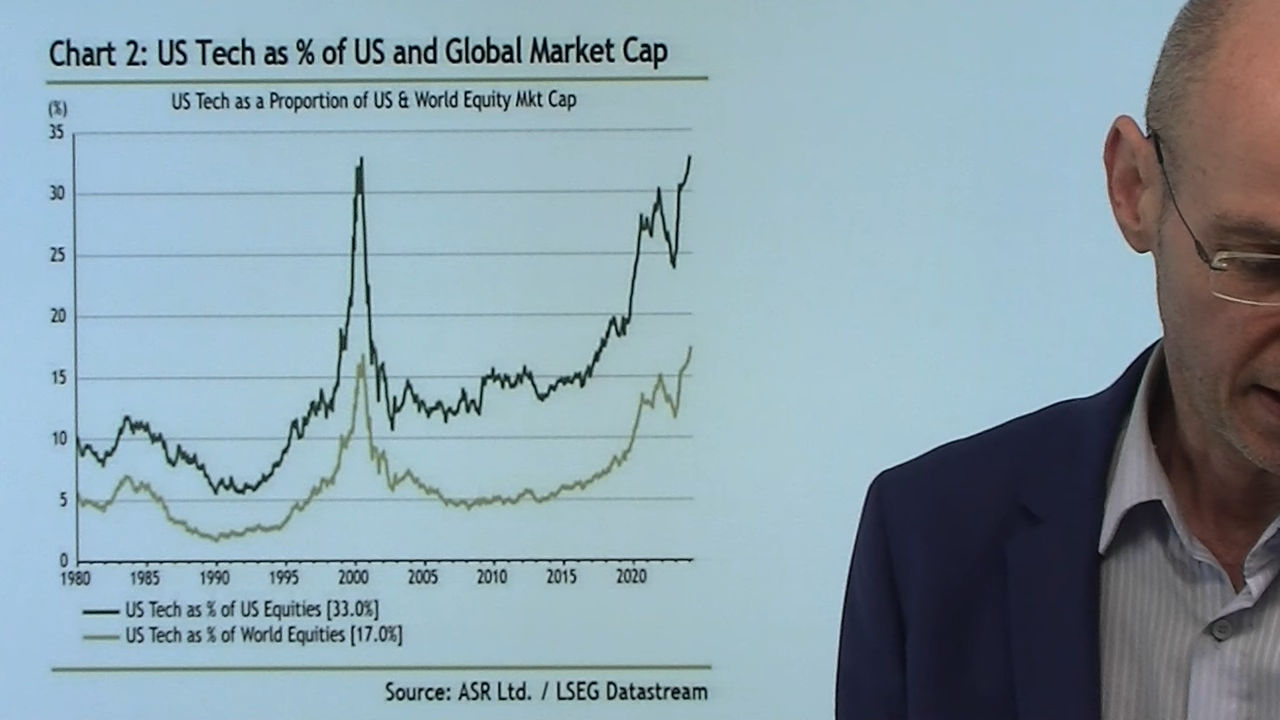 Chart 2: US Tech as % of US and Global Market Cap
US Tech as a Proportion of US & World Equity Mkt Cap
(%)
35
30
25
20
15
10
5
0
1980 1985 1990 1995 2000 2005 2010 2015 2020
US Tech as % of US Equities [33.0%]
US Tech as % of World Equities [17.0%]
Source: ASR Ltd. / LSEG Datastream